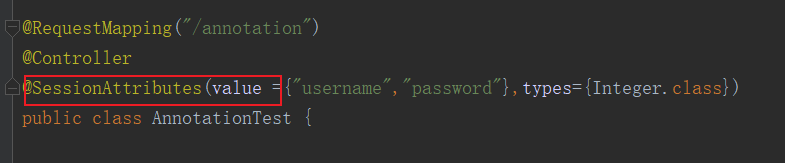 @RequestMapping("/annotation")
@Controller
@SessionAttributes(value ={"username","password"},types={Integer.class})
public class AnnotationTest {